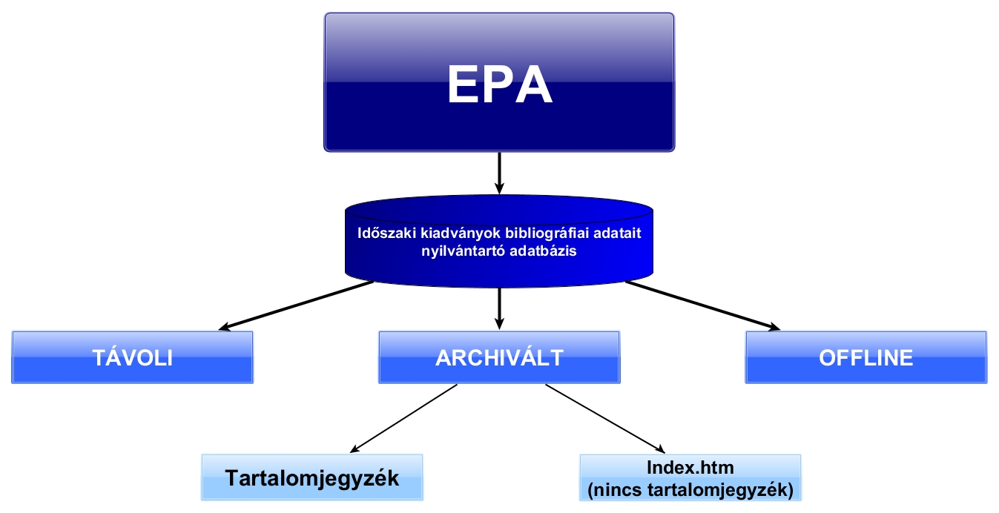 EPA
Időszaki kiadványok bibliográfiai adatait
nyilvántartó adatbázis
TÁVOLI
ARCHIVÁLT
OFFLINE
Tartalomjegyzék
Index.htm
(nincs tartalomjegyzék)